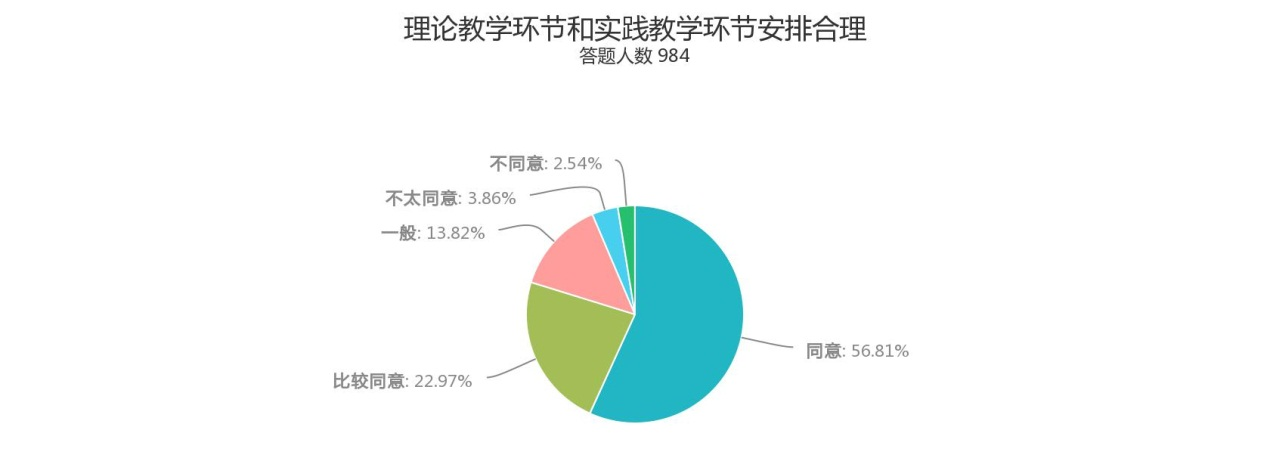 理论教学环节和实践教学环节安排合理
答题人数 984
不同意: 2.54%
不太同意: 3.86%
一般: 13.82%
同意: 56.81%
比较同意: 22.97%